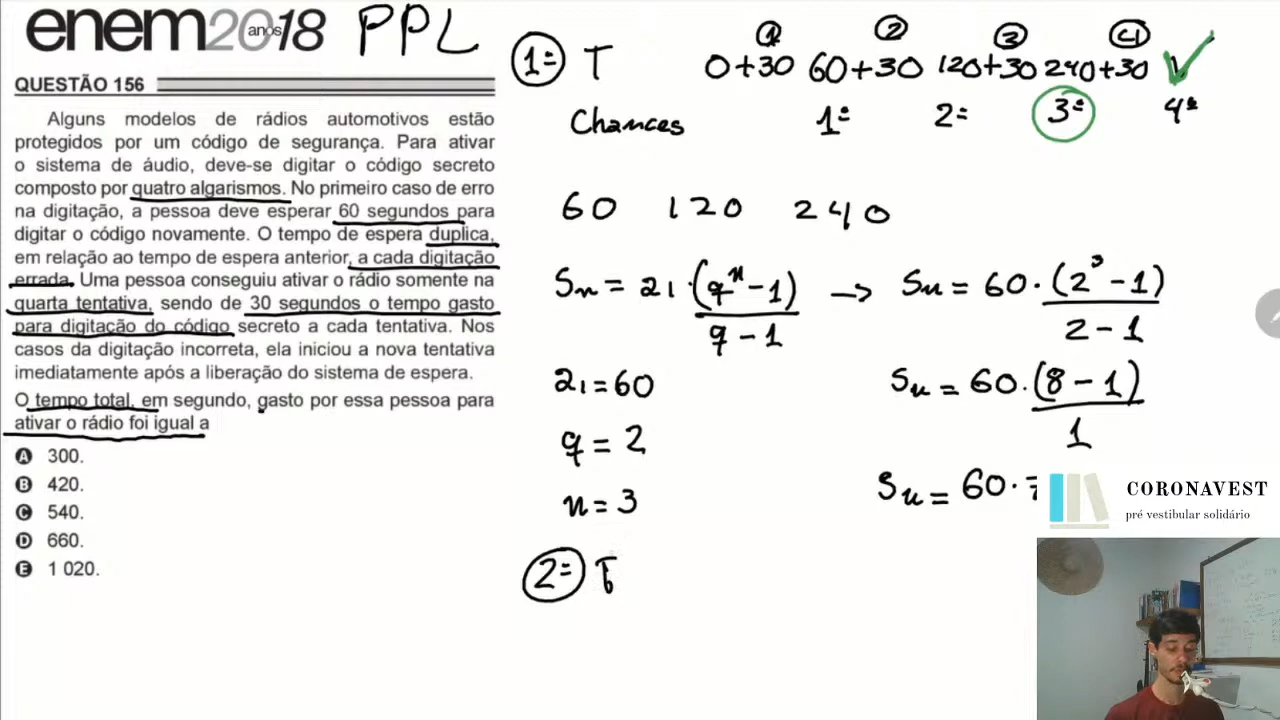 enem2018 anos PPL
QUESTÃO 156
Alguns modelos de rádios automotivos estão
protegidos por um código de segurança. Para ativar
o sistema de áudio, deve-se digitar o código secreto
composto por quatro algarismos. No primeiro caso de erro
na digitação, a pessoa deve esperar 60 segundos para
digitar o código novamente. O tempo de espera duplica,
em relação ao tempo de espera anterior, a cada digitação
errada. Uma pessoa conseguiu ativar o rádio somente na
quarta tentativa, sendo de 30 segundos o tempo gasto
para digitação do código secreto a cada tentativa. Nos
casos da digitação incorreta, ela iniciou a nova tentativa
imediatamente após a liberação do sistema de espera.
O tempo total, em segundo, gasto por essa pessoa para
ativar o rádio foi igual a
A 300.
B 420.
C 540.
D 660.
E 1 020.
1 2 3 4
1º T 0+30 60+30 120+30 240+30
Chances 1ª 2ª 3ª 4ª
60 120 240
Sn = a1 · (q^n - 1) / q - 1 → Sn = 60 · (2^3 - 1) / 2 - 1
a1 = 60 Sn = 60 · (8 - 1) / 1
q = 2
n = 3 Sn = 60 · 7
2º T
CORONAVEST
pré vestibular solidário